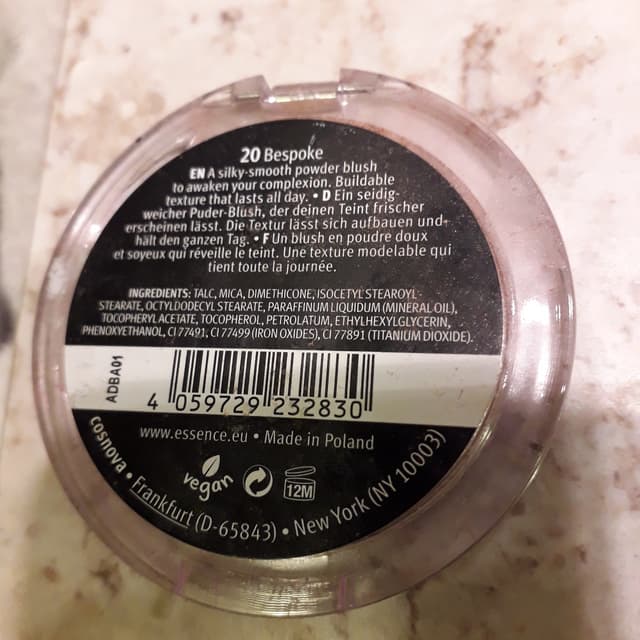 20 Bespoke
EN A silky-smooth powder blush
to awaken your complexion. Buildable
texture that lasts all day. • D Ein seidig-
weicher Puder-Blush, der deinen Teint frischer
erscheinen lässt. Die Textur lässt sich aufbauen und
hält den ganzen Tag. • F Un blush en poudre doux
et soyeux qui réveille le teint. Une texture modelable qui
tient toute la journée.
INGREDIENTS: TALC, MICA, DIMETHICONE, ISOCETYL STEAROYL
STEARATE, OCTYLDODECYL STEARATE, PARAFFINUM LIQUIDUM (MINERAL OIL),
TOCOPHERYL ACETATE, TOCOPHEROL, PETROLATUM, ETHYLHEXYLGLYCERIN,
PHENOXYETHANOL, CI 77491, CI 77499 (IRON OXIDES), CI 77891 (TITANIUM DIOXIDE).
ADBA01
4 059729 232830
www.essence.eu • Made in Poland
vegan
12M
cosnova • Frankfurt (D-65843) • New York (NY 10003)